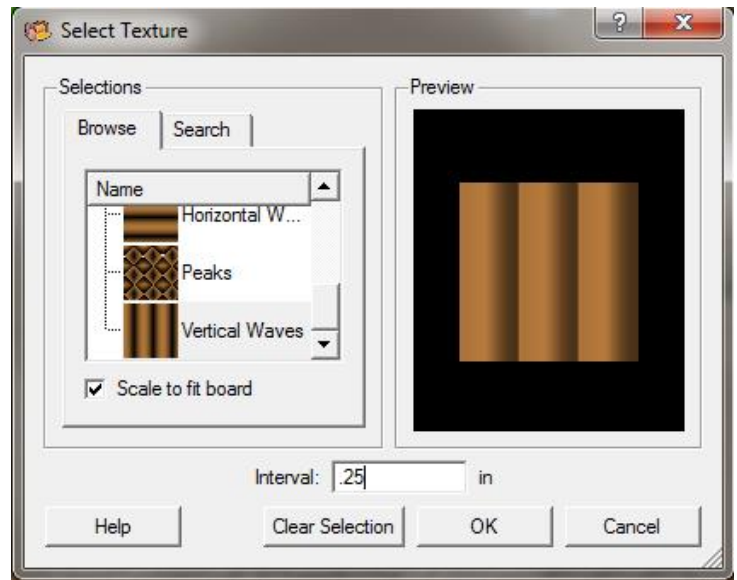 Select Texture
? X
Selections
Preview
Browse Search
Name
Horizontal W...
Peaks
Vertical Waves
Scale to fit board
Interval: .25 in
Help Clear Selection OK Cancel